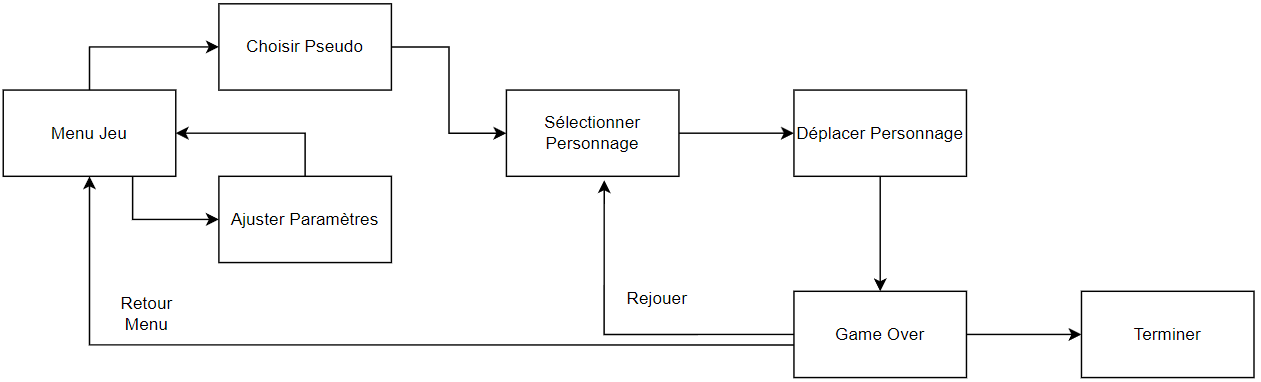 Choisir Pseudo
Menu Jeu
Sélectionner
Personnage
Déplacer Personnage
Ajuster Paramètres
Retour
Menu
Rejouer
Game Over
Terminer